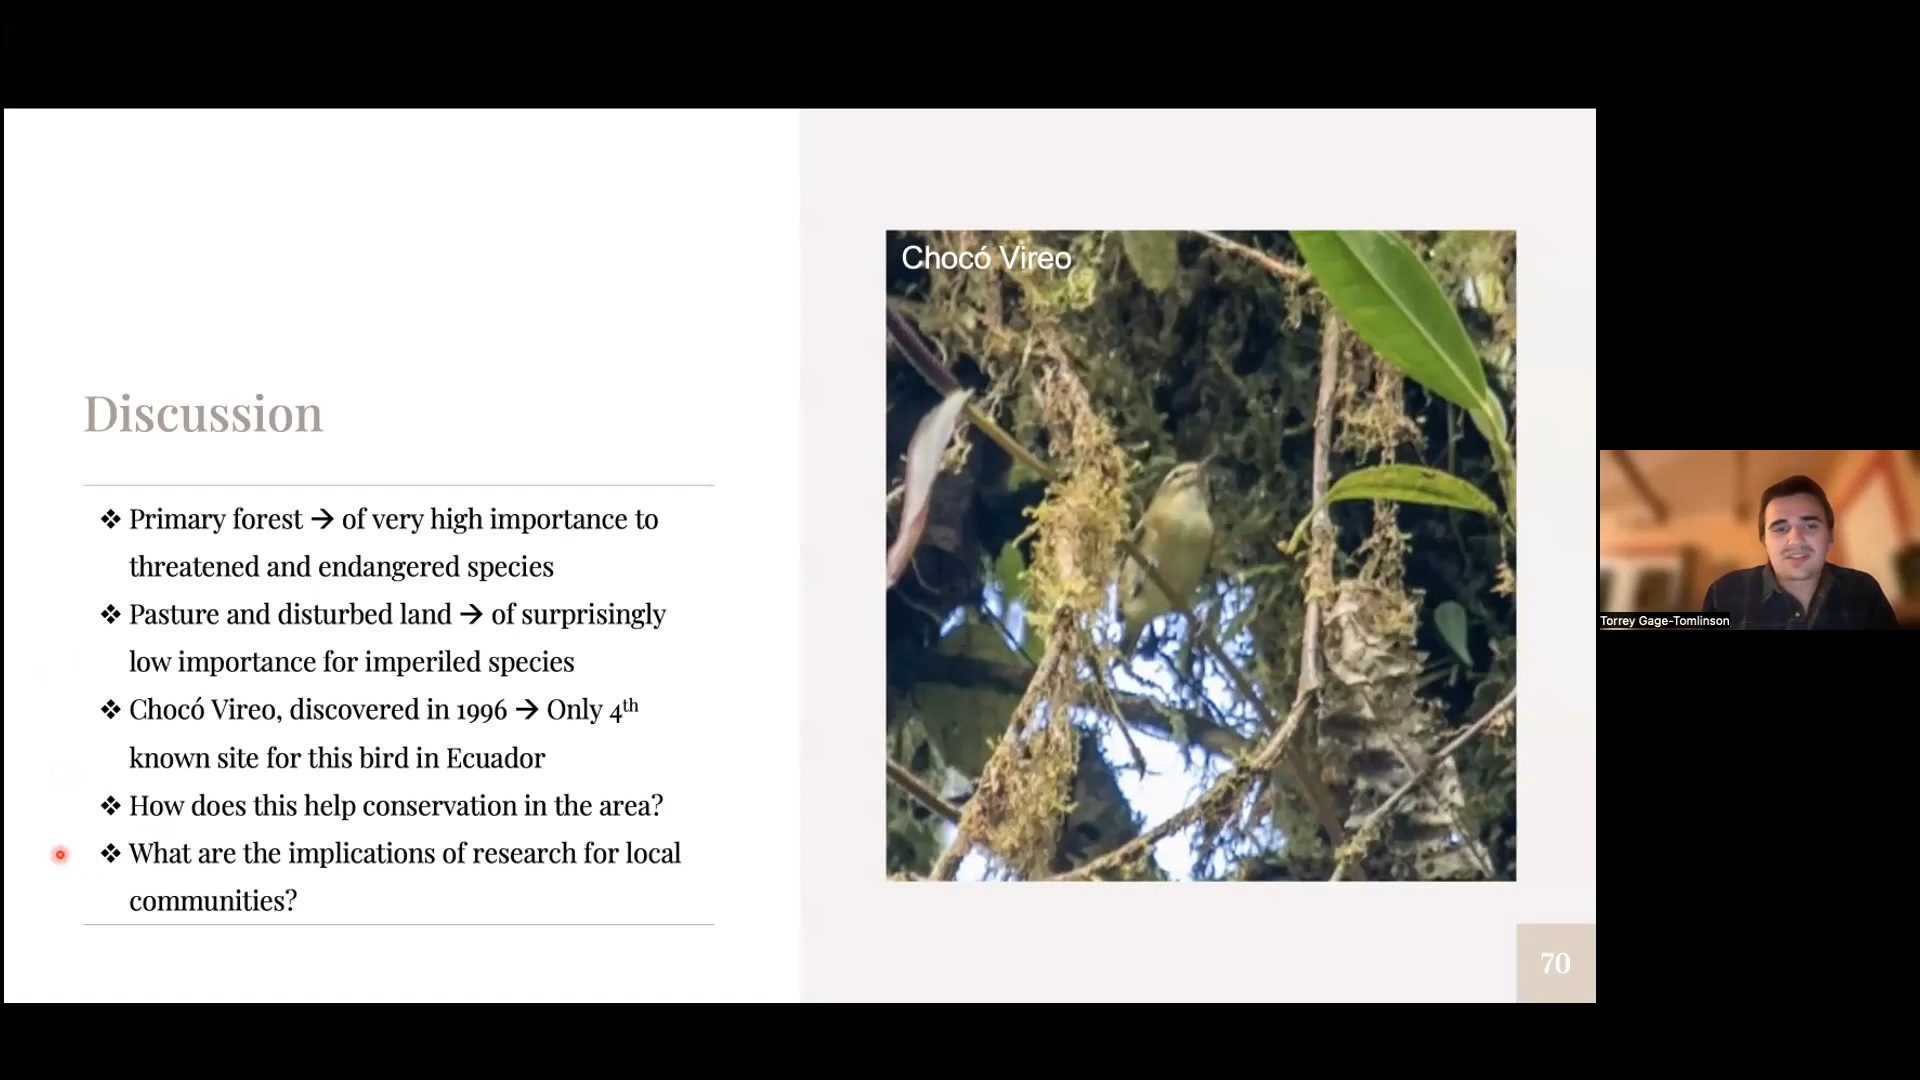 Discussion
❖ Primary forest → of very high importance to
threatened and endangered species
❖ Pasture and disturbed land → of surprisingly
low importance for imperiled species
❖ Chocó Vireo, discovered in 1996 → Only 4th
known site for this bird in Ecuador
❖ How does this help conservation in the area?
❖ What are the implications of research for local
communities?
Chocó Vireo
70
Torrey Gage-Tomlinson